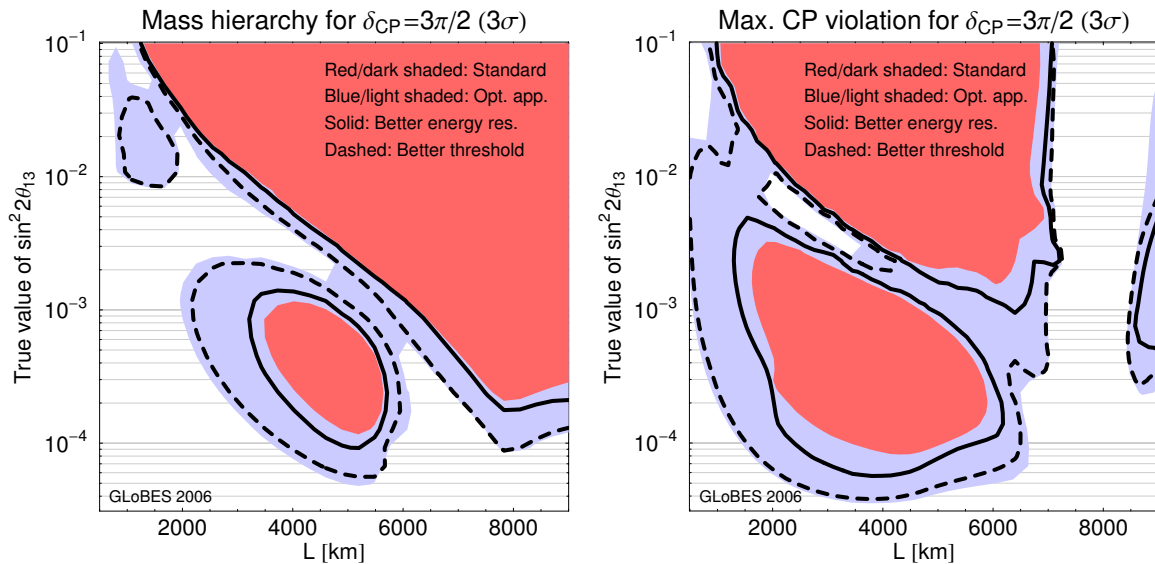 Mass hierarchy for δCP=3π/2 (3σ)
Red/dark shaded: Standard
Blue/light shaded: Opt. app.
Solid: Better energy res.
Dashed: Better threshold
10⁻¹
10⁻²
10⁻³
10⁻⁴
True value of sin²2θ₁₃
GLoBES 2006
2000 4000 6000 8000
L [km]
Max. CP violation for δCP=3π/2 (3σ)
Red/dark shaded: Standard
Blue/light shaded: Opt. app.
Solid: Better energy res.
Dashed: Better threshold
10⁻¹
10⁻²
10⁻³
10⁻⁴
True value of sin²2θ₁₃
GLoBES 2006
2000 4000 6000 8000
L [km]